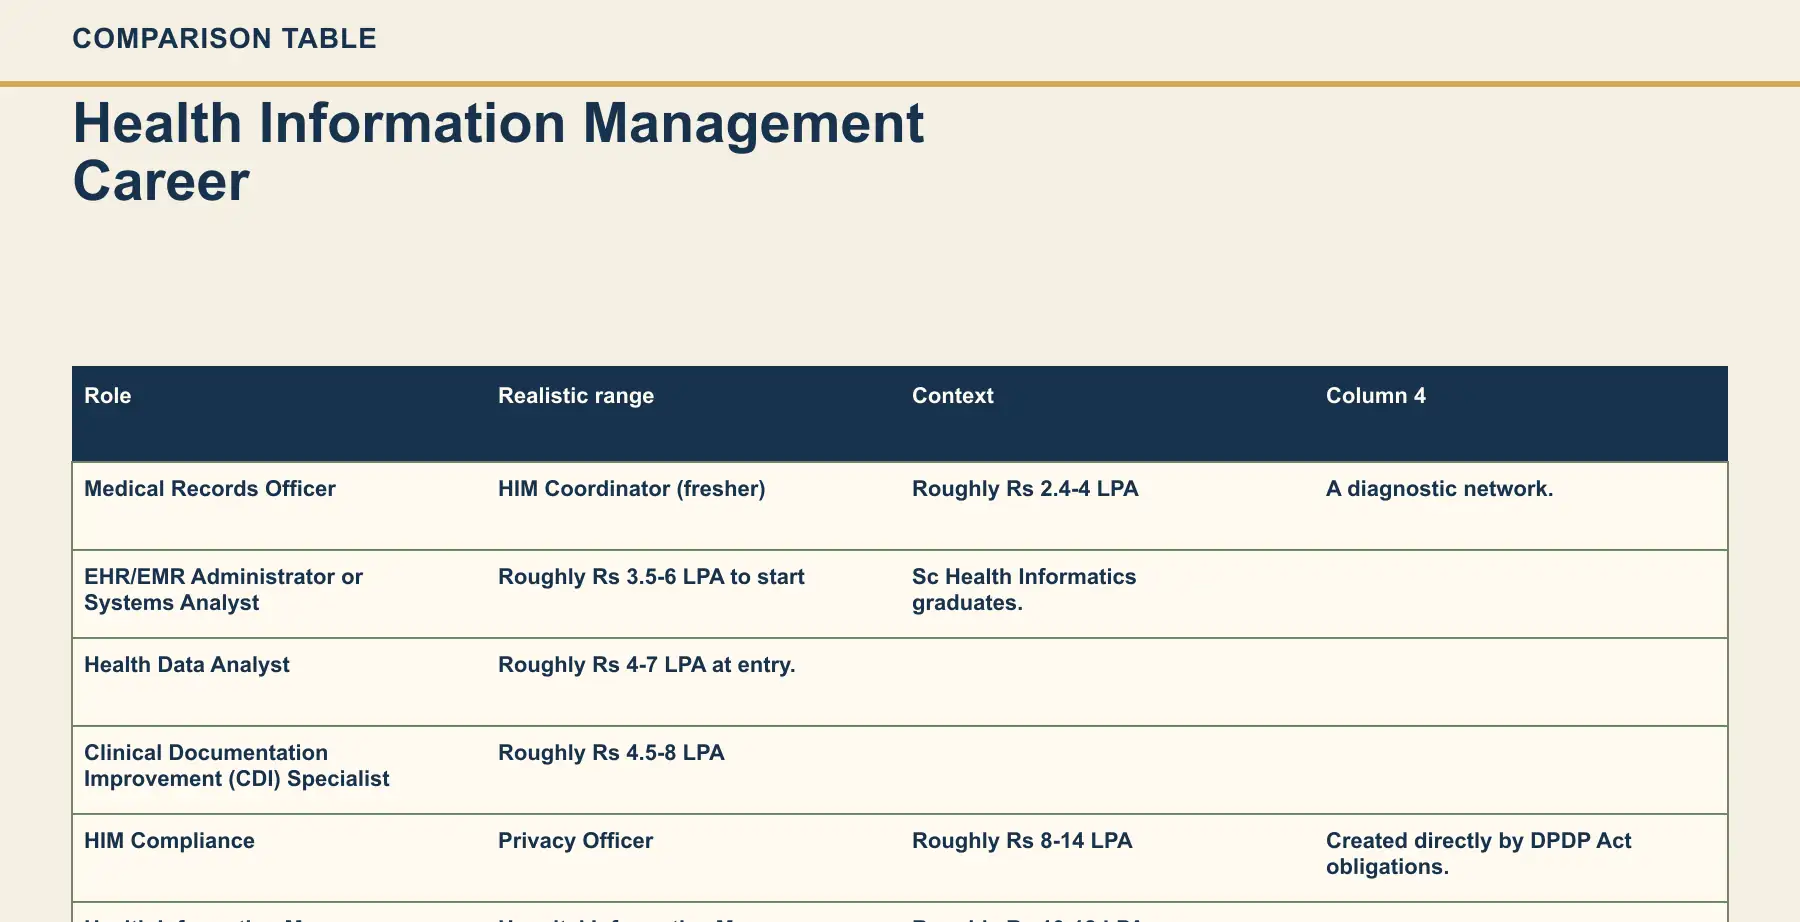 COMPARISON TABLE
Health Information Management
Career
Role Realistic range Context Column 4
Medical Records Officer HIM Coordinator (fresher) Roughly Rs 2.4-4 LPA A diagnostic network.
EHR/EMR Administrator or Roughly Rs 3.5-6 LPA to start Sc Health Informatics
Systems Analyst graduates.
Health Data Analyst Roughly Rs 4-7 LPA at entry.
Clinical Documentation Roughly Rs 4.5-8 LPA
Improvement (CDI) Specialist
HIM Compliance Privacy Officer Roughly Rs 8-14 LPA Created directly by DPDP Act
obligations.